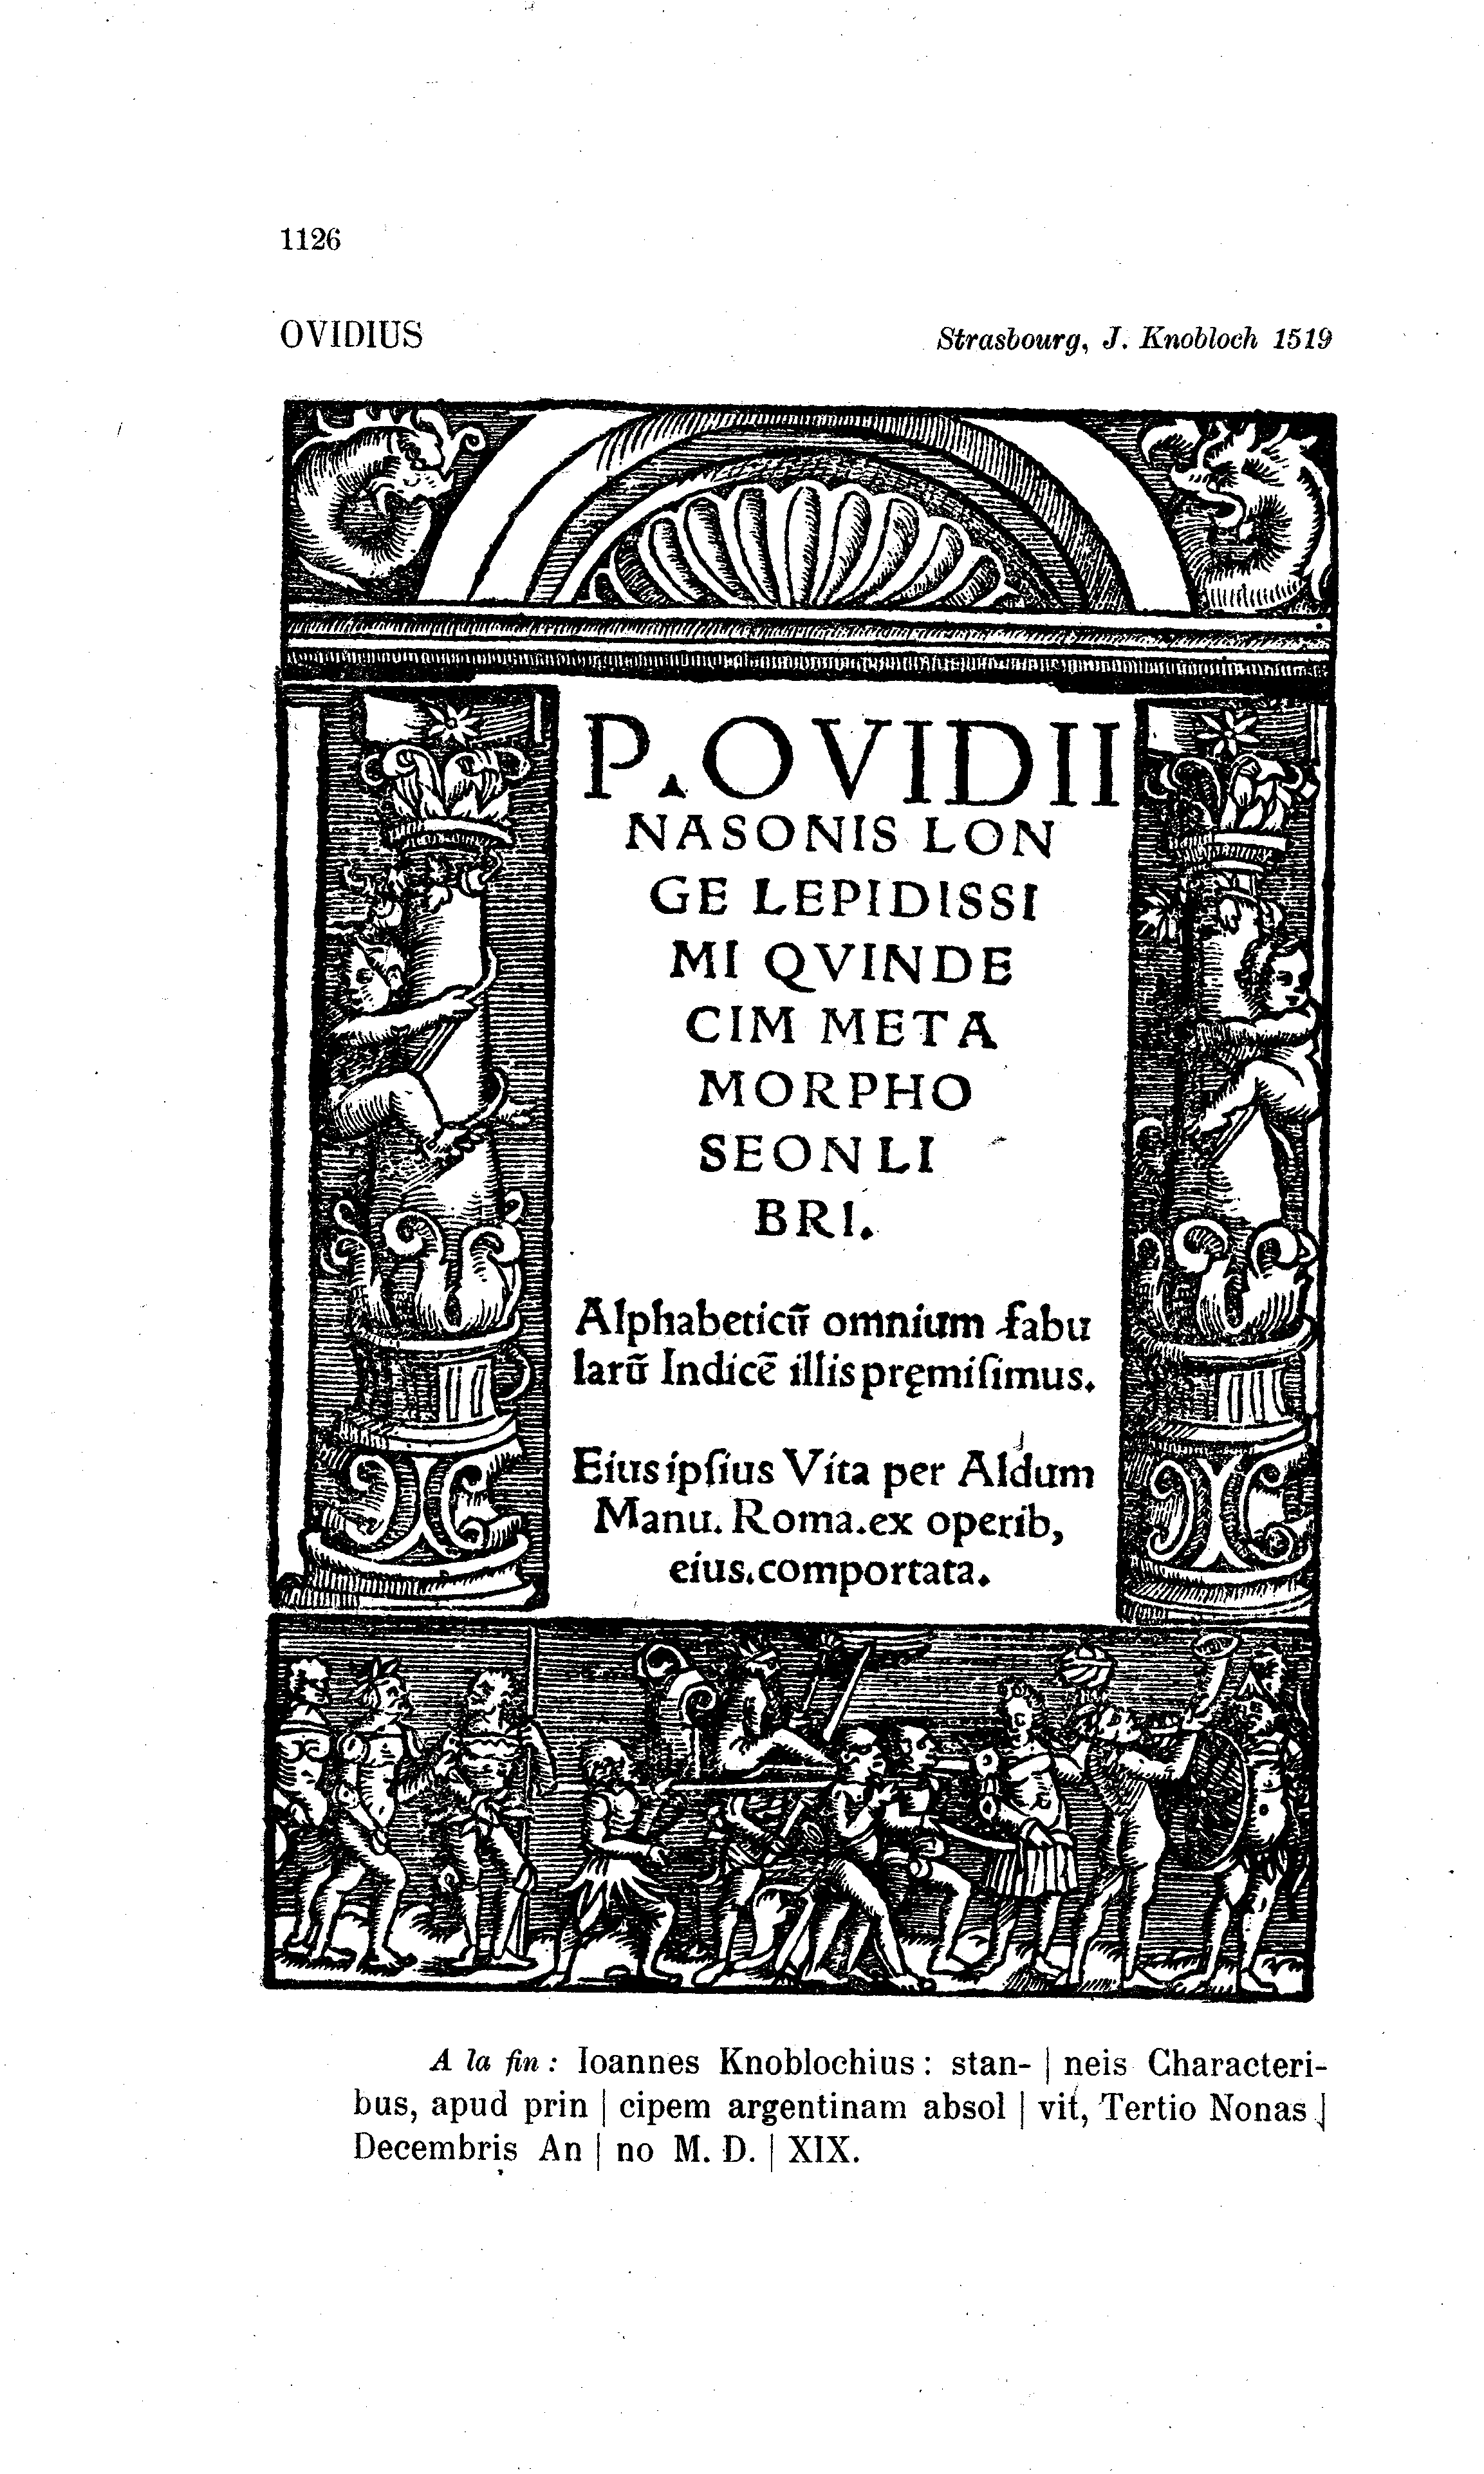 1126
OVIDIUS Strasbourg, J. Knobloch 1519
P. OVIDII
NASONIS LON
GE LEPIDISSI
MI QVINDE
CIM META
MORPHO
SEON LI
BRI.
Alphabeticū omnium fabu
larū Indicē illis pręmiſimus.
Eius ipſius Vita per Aldum
Manu. Roma. ex operib,
eius. comportata.
A la fin : Ioannes Knoblochius : stan- | neis Characteri-
bus, apud prin | cipem argentinam absol | vit, Tertio Nonas |
Decembris An | no M. D. | XIX.